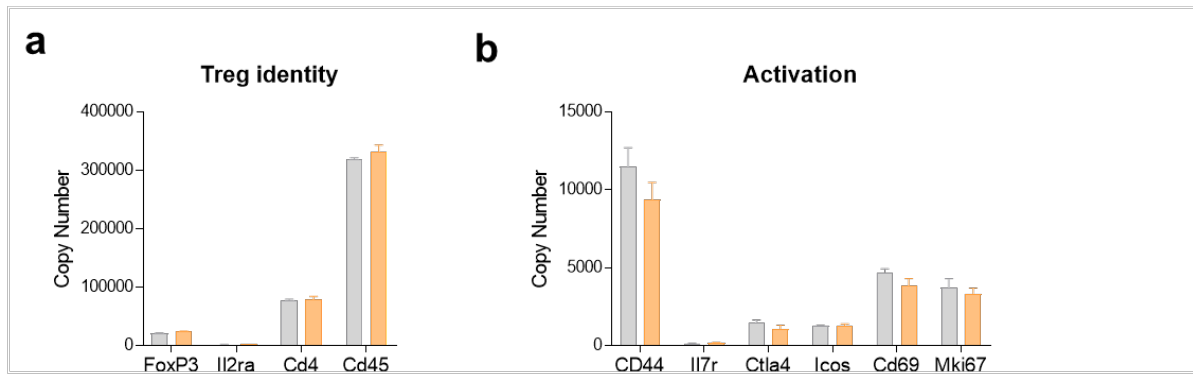 a
Treg identity
Copy Number
400000
300000
200000
100000
0
FoxP3 Il2ra Cd4 Cd45
b
Activation
Copy Number
15000
10000
5000
0
CD44 Il7r Ctla4 Icos Cd69 Mki67